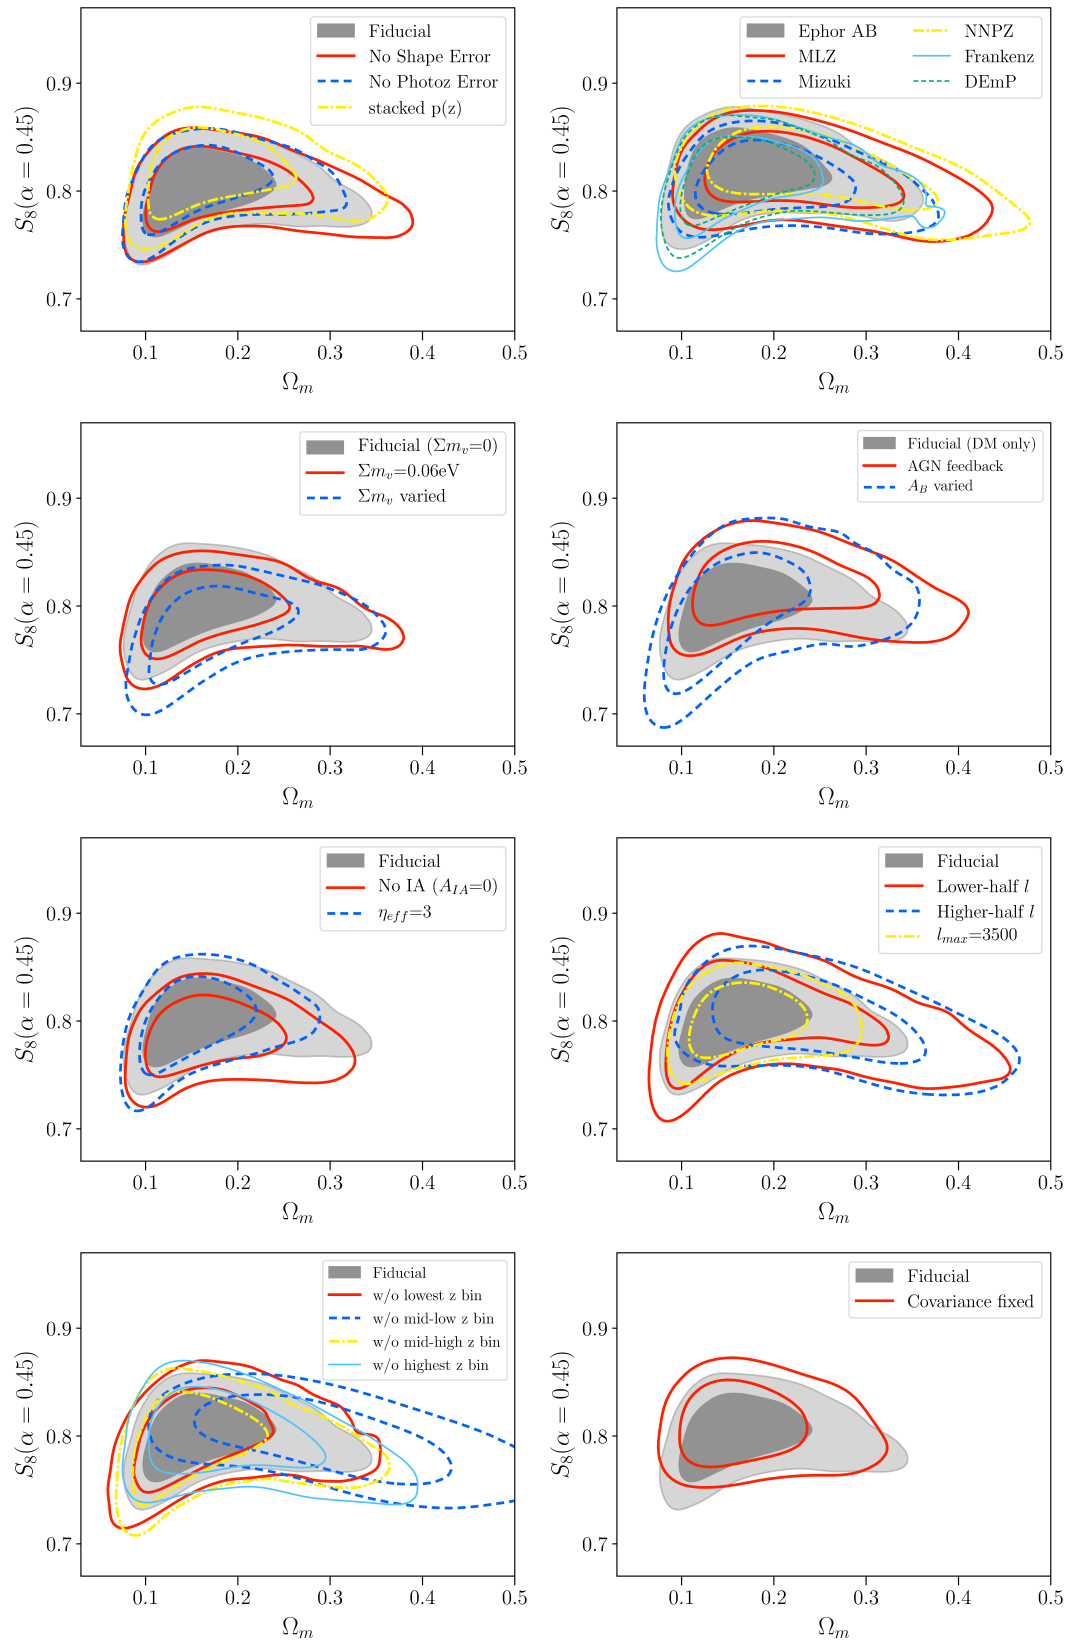 Fiducial
No Shape Error
No Photoz Error
stacked p(z)
0.9
0.8
0.7
S₈(α = 0.45)
0.1 0.2 0.3 0.4 0.5
Ωₘ
Ephor AB NNPZ
MLZ Frankenz
Mizuki DEmP
0.9
0.8
0.7
S₈(α = 0.45)
0.1 0.2 0.3 0.4 0.5
Ωₘ
Fiducial (Σmᵥ=0)
Σmᵥ=0.06eV
Σmᵥ varied
0.9
0.8
0.7
S₈(α = 0.45)
0.1 0.2 0.3 0.4 0.5
Ωₘ
Fiducial (DM only)
AGN feedback
A_B varied
0.9
0.8
0.7
S₈(α = 0.45)
0.1 0.2 0.3 0.4 0.5
Ωₘ
Fiducial
No IA (A_{IA}=0)
η_{eff}=3
0.9
0.8
0.7
S₈(α = 0.45)
0.1 0.2 0.3 0.4 0.5
Ωₘ
Fiducial
Lower-half l
Higher-half l
l_{max}=3500
0.9
0.8
0.7
S₈(α = 0.45)
0.1 0.2 0.3 0.4 0.5
Ωₘ
Fiducial
w/o lowest z bin
w/o mid-low z bin
w/o mid-high z bin
w/o highest z bin
0.9
0.8
0.7
S₈(α = 0.45)
0.1 0.2 0.3 0.4 0.5
Ωₘ
Fiducial
Covariance fixed
0.9
0.8
0.7
S₈(α = 0.45)
0.1 0.2 0.3 0.4 0.5
Ωₘ